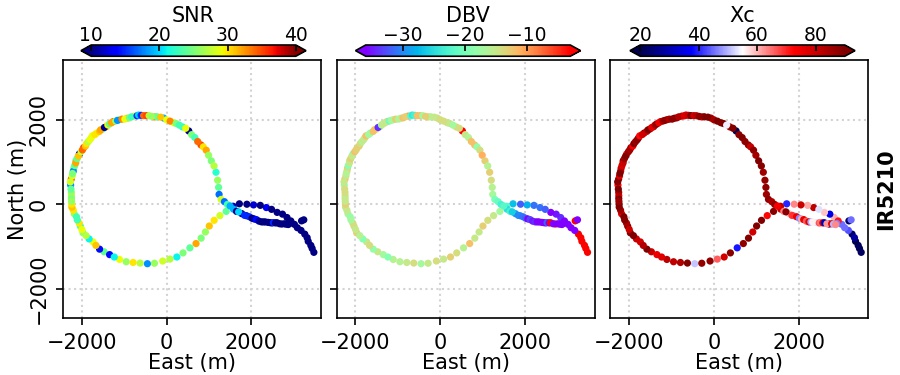 SNR DBV Xc
10 20 30 40 −30 −20 −10 20 40 60 80
2000
0
−2000
North (m)
IR5210
−2000 0 2000 −2000 0 2000 −2000 0 2000
East (m) East (m) East (m)